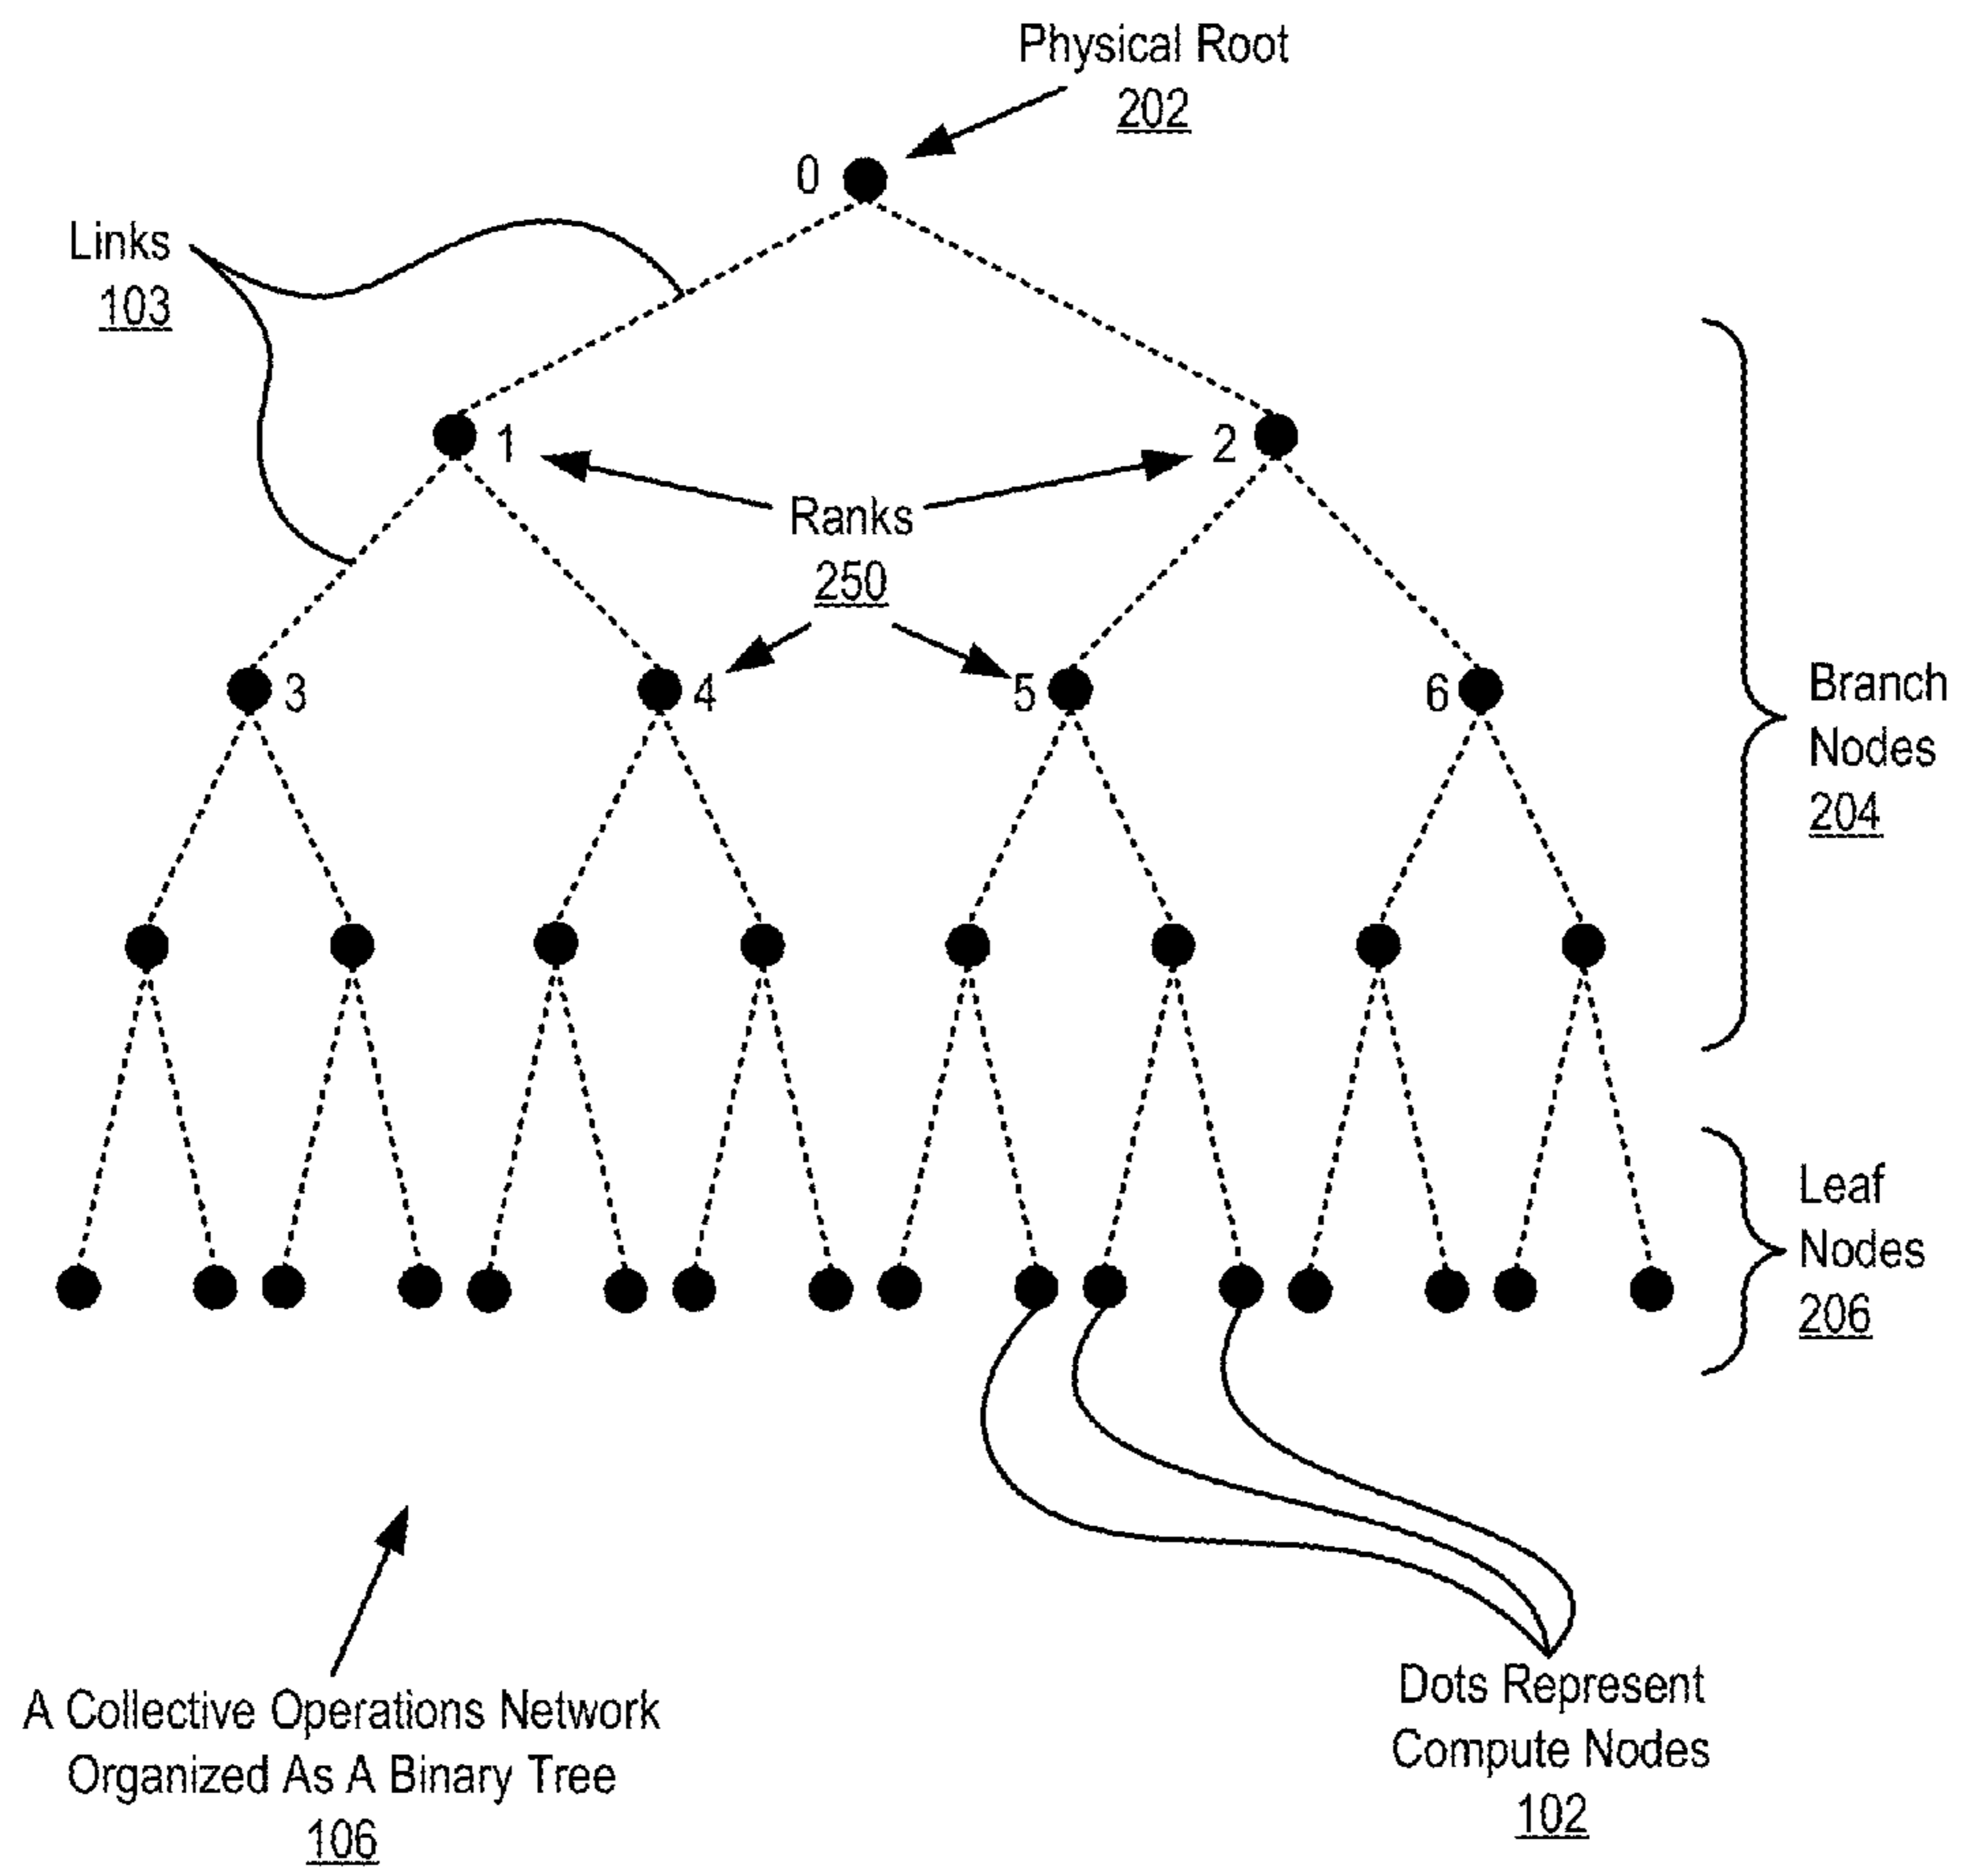 Physical Root
202
0
Links
103
1
2
Ranks
250
3
4
5
6
Branch
Nodes
204
Leaf
Nodes
206
A Collective Operations Network
Organized As A Binary Tree
106
Dots Represent
Compute Nodes
102